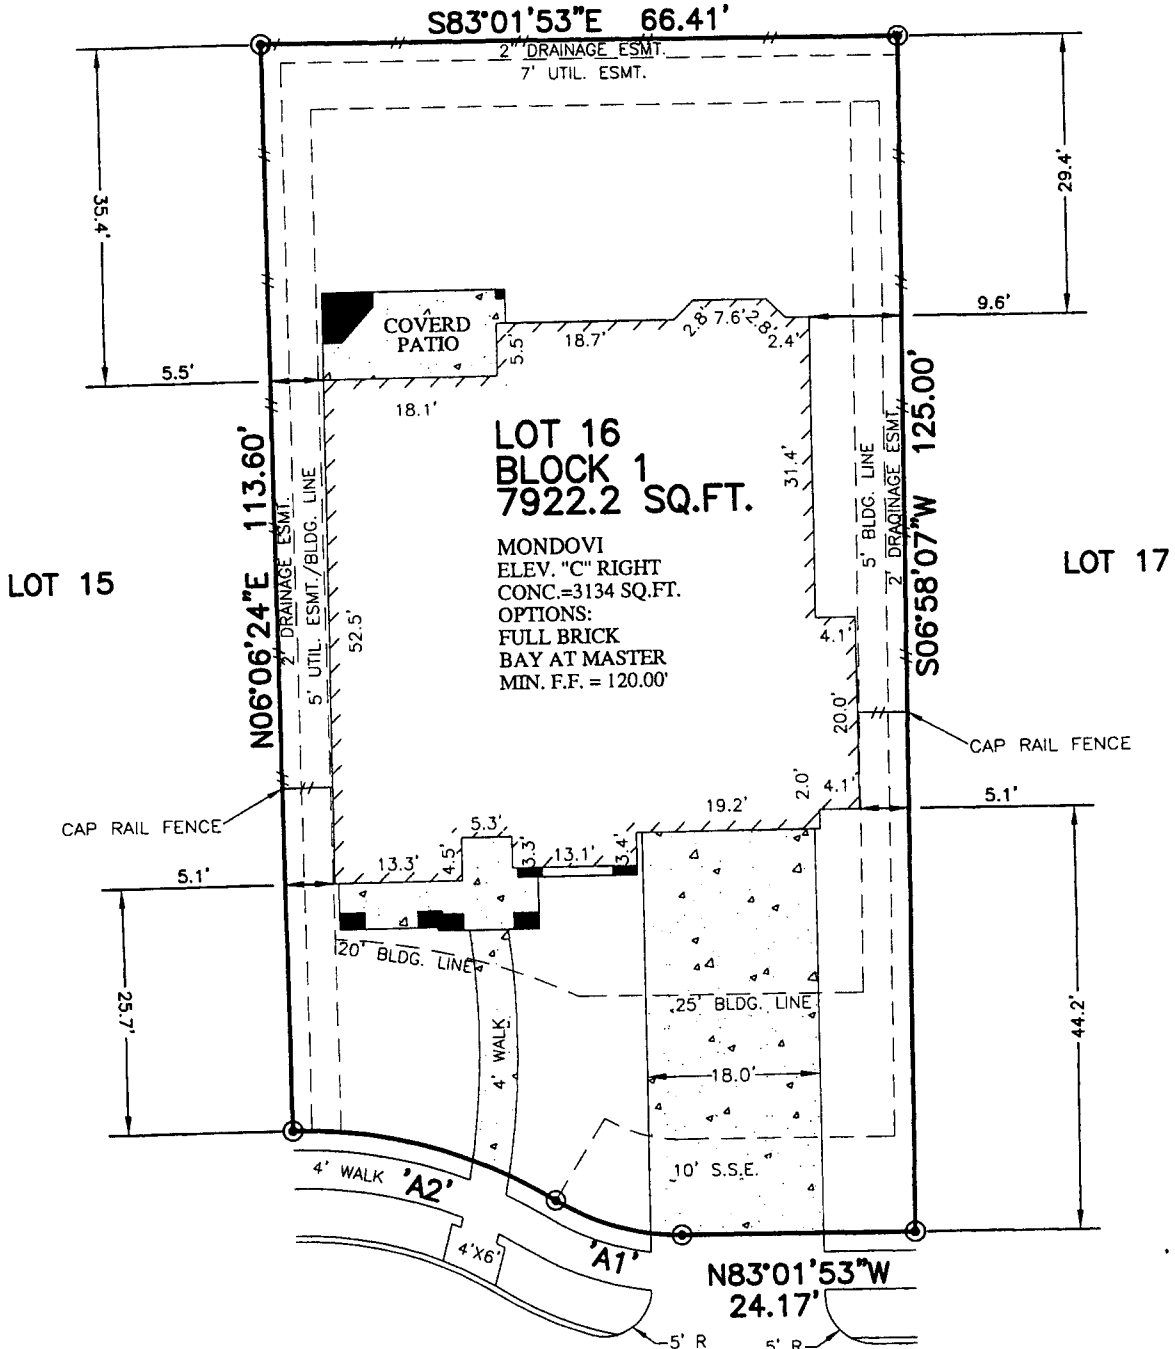 S83°01'53"E 66.41'
2" DRAINAGE ESMT.
7' UTIL. ESMT.
35.4'
29.4'
9.6'
COVERD
PATIO
5.5'
18.7'
2.8'
7.6'
2.8'
2.4'
5.5'
18.1'
LOT 16
BLOCK 1
7922.2 SQ.FT.
MONDOVI
ELEV. "C" RIGHT
CONC.=3134 SQ.FT.
OPTIONS:
FULL BRICK
BAY AT MASTER
MIN. F.F. = 120.00'
31.4'
5' BLDG. LINE
2' DRAQINAGE ESMT.
S06°58'07"W 125.00'
LOT 17
LOT 15
N06°06'24"E 113.60'
2' DRAINAGE ESMT.
5' UTIL. ESMT./BLDG. LINE
52.5'
4.1'
20.0'
CAP RAIL FENCE
CAP RAIL FENCE
2.0'
4.1'
5.1'
19.2'
5.3'
13.3'
4.5'
3.3'
13.1'
3.4'
5.1'
20' BLDG. LINE
25' BLDG. LINE
25.7'
44.2'
4' WALK
18.0'
10' S.S.E.
4' WALK
'A2'
4'X6'
'A1'
N83°01'53"W
24.17'
5' R
5' R